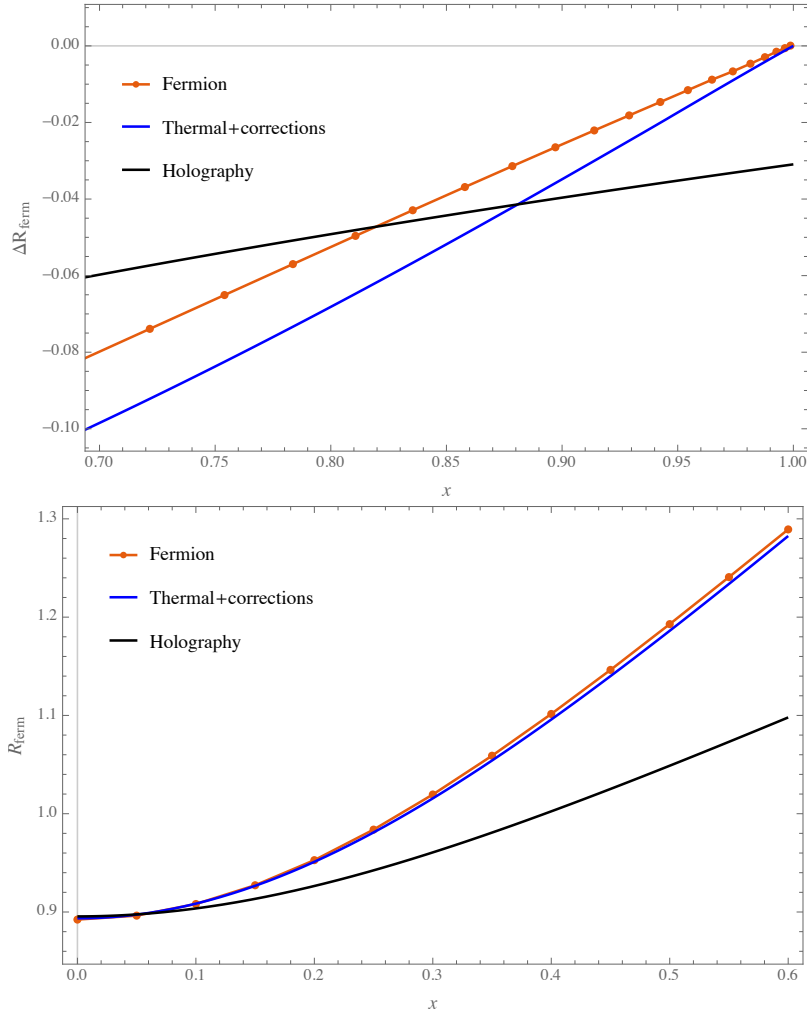 0.00
−0.02
−0.04
−0.06
−0.08
−0.10
ΔR_ferm
Fermion
Thermal+corrections
Holography
0.70 0.75 0.80 0.85 0.90 0.95 1.00
x
1.3
1.2
1.1
1.0
0.9
R_ferm
Fermion
Thermal+corrections
Holography
0.0 0.1 0.2 0.3 0.4 0.5 0.6
x